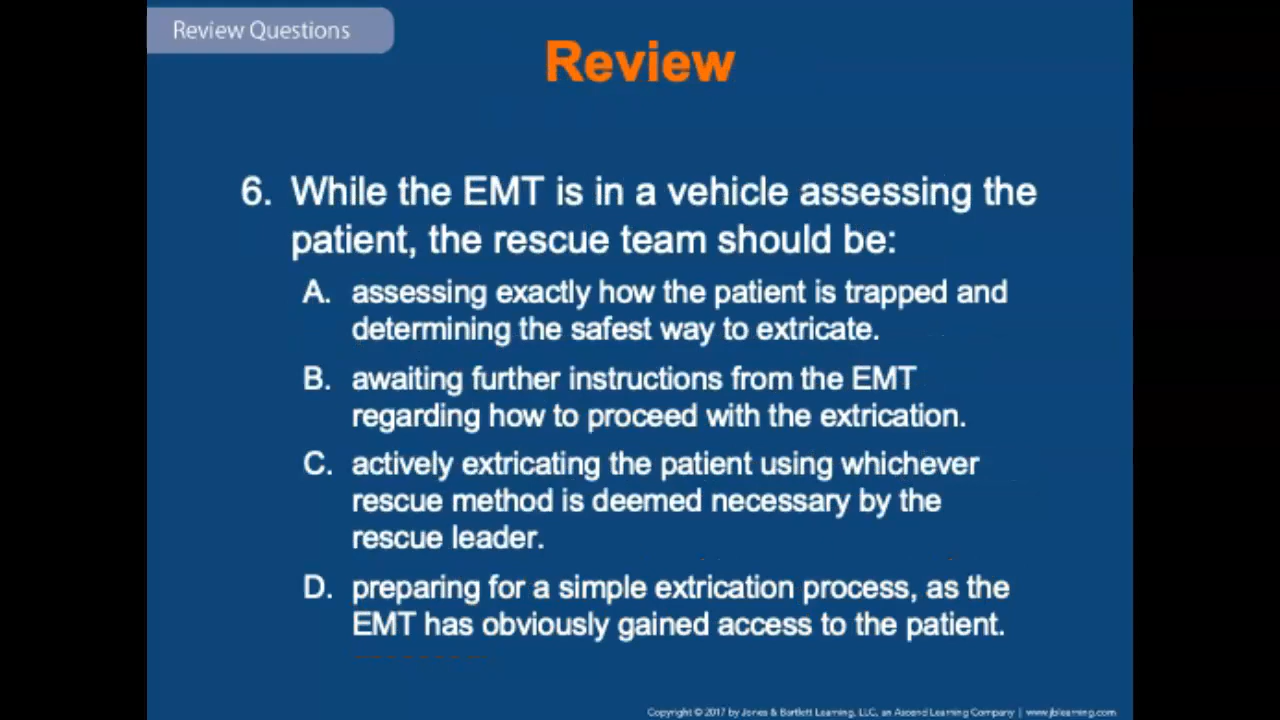 Review Questions
Review
6. While the EMT is in a vehicle assessing the
patient, the rescue team should be:
A. assessing exactly how the patient is trapped and
determining the safest way to extricate.
B. awaiting further instructions from the EMT
regarding how to proceed with the extrication.
C. actively extricating the patient using whichever
rescue method is deemed necessary by the
rescue leader.
D. preparing for a simple extrication process, as the
EMT has obviously gained access to the patient.
Copyright © 2017 by Jones & Bartlett Learning, LLC, an Ascend Learning Company | www.jblearning.com